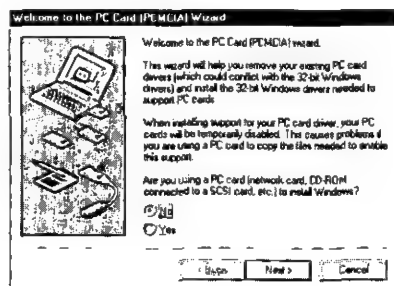 Welcome to the PC Card (PCMCIA) Wizard
Welcome to the PC Card (PCMCIA) wizard.
This wizard will help you remove your existing PC card
drivers (which could conflict with the 32-bit Windows
drivers) and install the 32-bit Windows drivers needed to
support PC cards
When installing support for your PC card driver, your PC
cards will be temporarily disabled. This causes problems if
you are using a PC card to copy the files needed to enable
this support.
Are you using a PC card (network card, CD-ROM
connected to a SCSI card, etc.) to install Windows?
No
Yes
< Back Next > Cancel